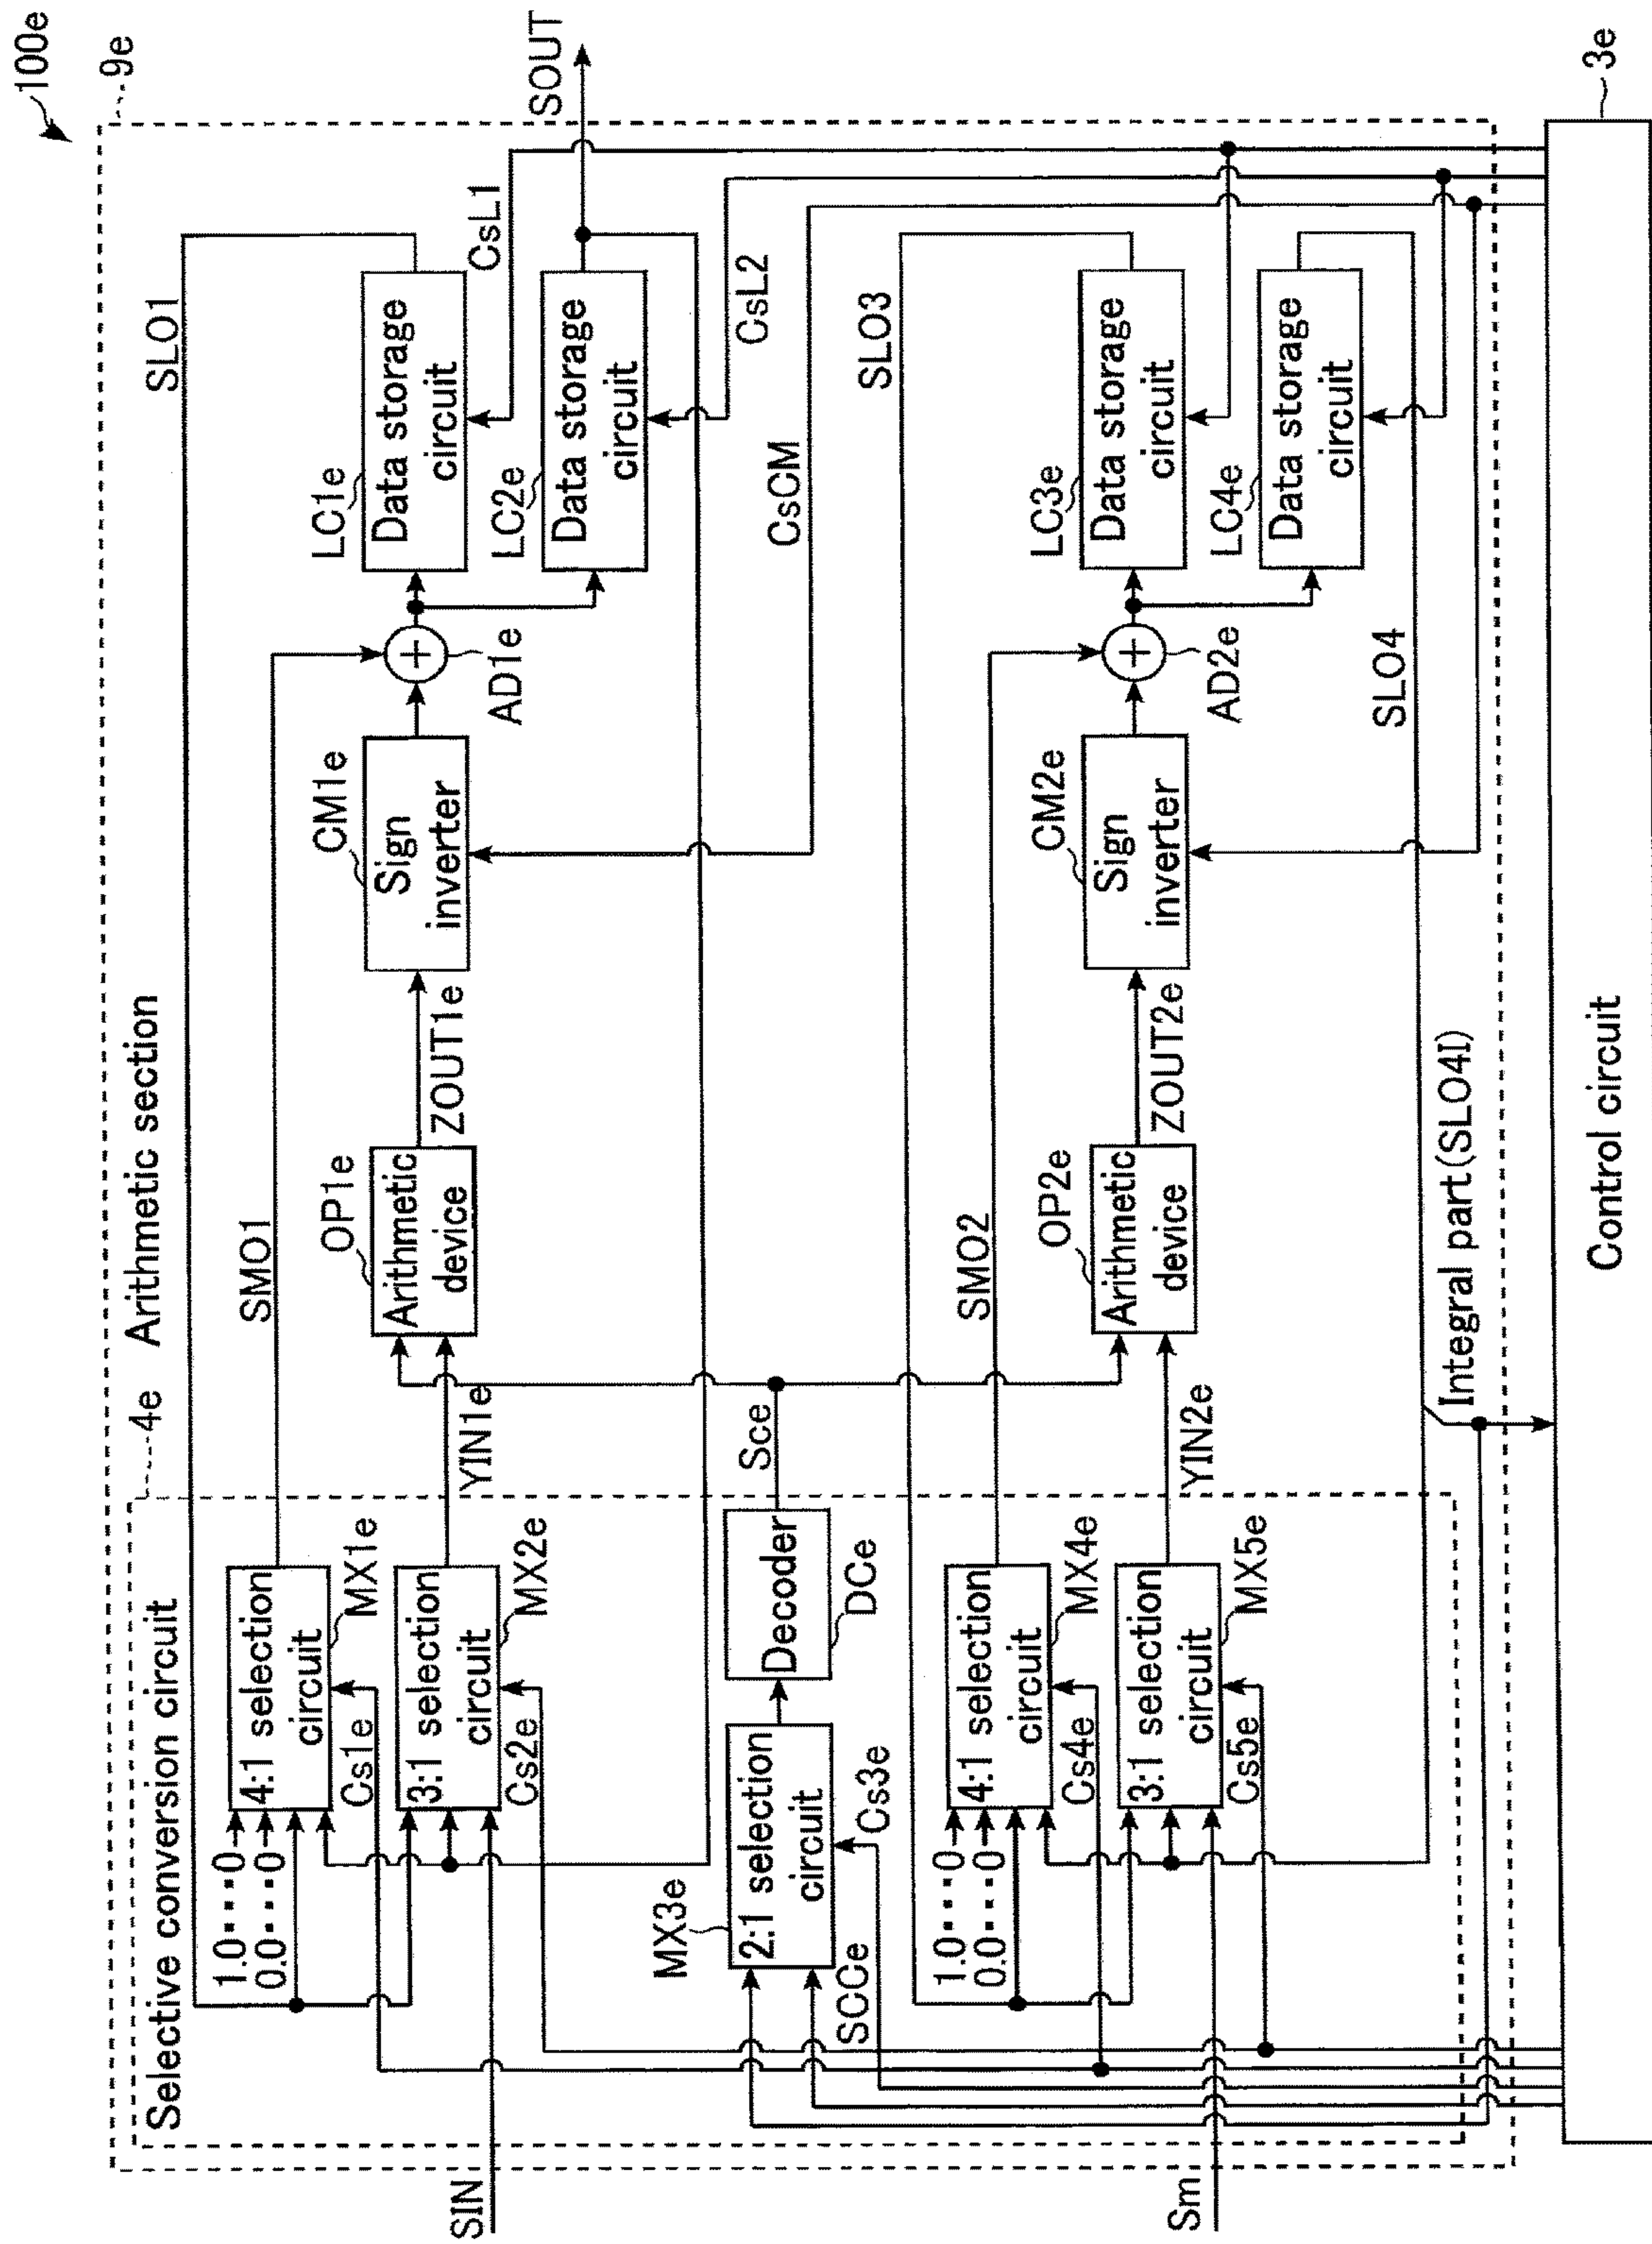 100e
9e
Arithmetic section
4e
Selective conversion circuit
SLO1
SMO1
1.0···0
0.0···0
4:1 selection
circuit
MX1e
Cs1e
3:1 selection
circuit
MX2e
Cs2e
SIN
YIN1e
OP1e
Arithmetic
device
ZOUT1e
CM1e
Sign
inverter
AD1e
LC1e
Data storage
circuit
CsL1
LC2e
Data storage
circuit
SOUT
CsL2
CsCM
MX3e
2:1 selection
circuit
Cs3e
SCCe
Decoder
DCe
Sce
SLO3
SMO2
1.0···0
0.0···0
4:1 selection
circuit
MX4e
Cs4e
3:1 selection
circuit
MX5e
Cs5e
Sm
YIN2e
OP2e
Arithmetic
device
ZOUT2e
CM2e
Sign
inverter
AD2e
LC3e
Data storage
circuit
LC4e
Data storage
circuit
SLO4
Integral part(SLO4I)
Control circuit
3e